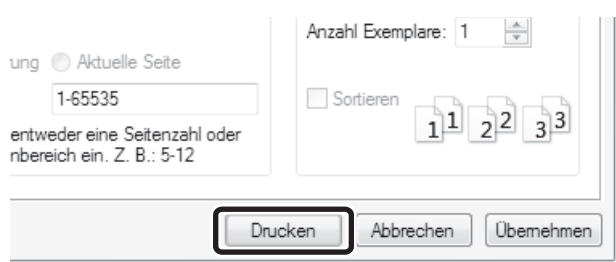 Anzahl Exemplare: 1
Aktuelle Seite
1-65535
Sortieren
entweder eine Seitenzahl oder
nbereich ein. Z. B.: 5-12
1 1 2 2 3 3
Drucken Abbrechen Übernehmen